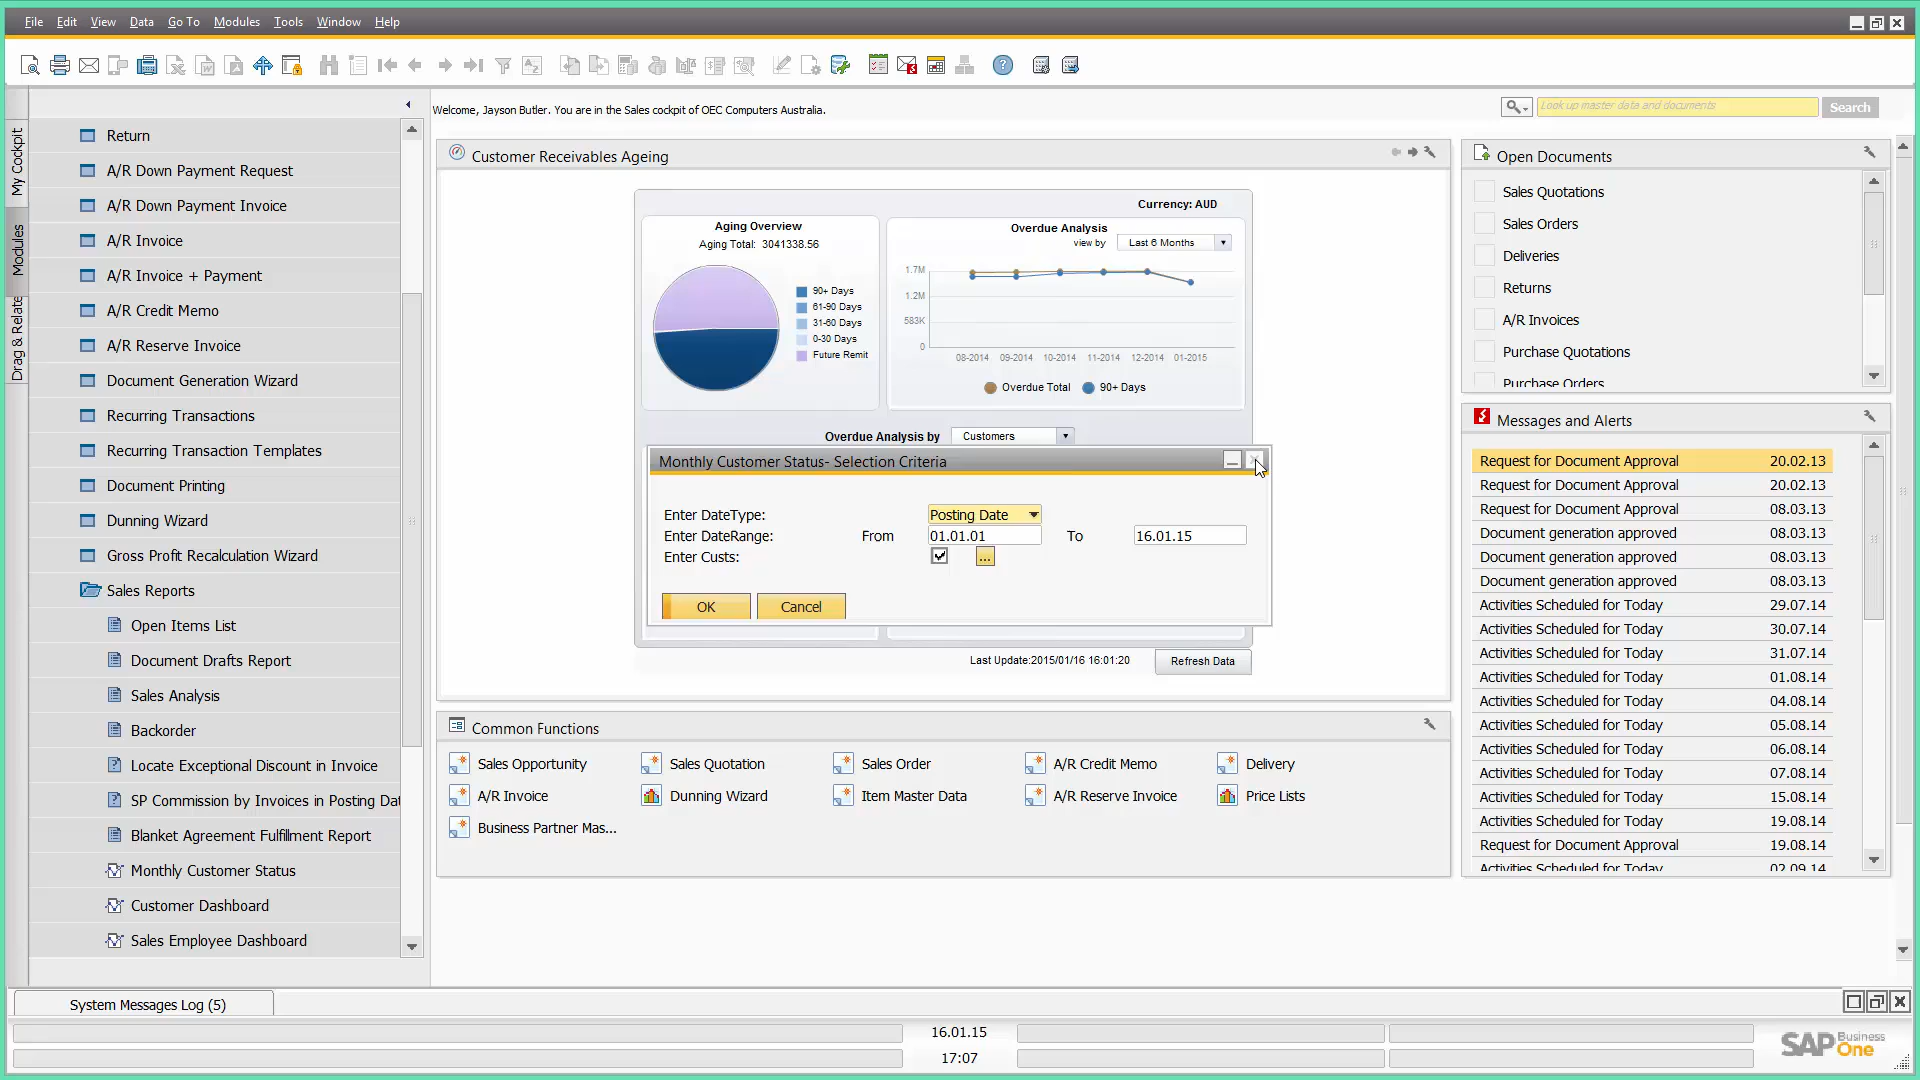 File Edit View Data Go To Modules Tools Window Help
Welcome, Jayson Butler. You are in the Sales cockpit of OEC Computers Australia.
Look up master data and documents
Search
My Cockpit
Modules
Drag & Relate
Return
A/R Down Payment Request
A/R Down Payment Invoice
A/R Invoice
A/R Invoice + Payment
A/R Credit Memo
A/R Reserve Invoice
Document Generation Wizard
Recurring Transactions
Recurring Transaction Templates
Document Printing
Dunning Wizard
Gross Profit Recalculation Wizard
Sales Reports
Open Items List
Document Drafts Report
Sales Analysis
Backorder
Locate Exceptional Discount in Invoice
SP Commission by Invoices in Posting Dat
Blanket Agreement Fulfillment Report
Monthly Customer Status
Customer Dashboard
Sales Employee Dashboard
Customer Receivables Ageing
Currency: AUD
Aging Overview
Aging Total: 3041338.56
90+ Days
61-90 Days
31-60 Days
0-30 Days
Future Remit
Overdue Analysis
view by Last 6 Months
1.7M
1.2M
583K
0
08-2014 09-2014 10-2014 11-2014 12-2014 01-2015
Overdue Total 90+ Days
Overdue Analysis by Customers
Monthly Customer Status- Selection Criteria
Enter DateType: Posting Date
Enter DateRange: From 01.01.01 To 16.01.15
Enter Custs: ...
OK Cancel
Last Update:2015/01/16 16:01:20 Refresh Data
Common Functions
Sales Opportunity Sales Quotation Sales Order A/R Credit Memo Delivery
A/R Invoice Dunning Wizard Item Master Data A/R Reserve Invoice Price Lists
Business Partner Mas...
Open Documents
Sales Quotations
Sales Orders
Deliveries
Returns
A/R Invoices
Purchase Quotations
Purchase Orders
Messages and Alerts
Request for Document Approval 20.02.13
Request for Document Approval 20.02.13
Request for Document Approval 08.03.13
Document generation approved 08.03.13
Document generation approved 08.03.13
Document generation approved 08.03.13
Activities Scheduled for Today 29.07.14
Activities Scheduled for Today 30.07.14
Activities Scheduled for Today 31.07.14
Activities Scheduled for Today 01.08.14
Activities Scheduled for Today 04.08.14
Activities Scheduled for Today 05.08.14
Activities Scheduled for Today 06.08.14
Activities Scheduled for Today 07.08.14
Activities Scheduled for Today 15.08.14
Activities Scheduled for Today 19.08.14
Request for Document Approval 19.08.14
Activities Scheduled for Today 02.09.14
System Messages Log (5)
16.01.15
17:07
SAP Business One